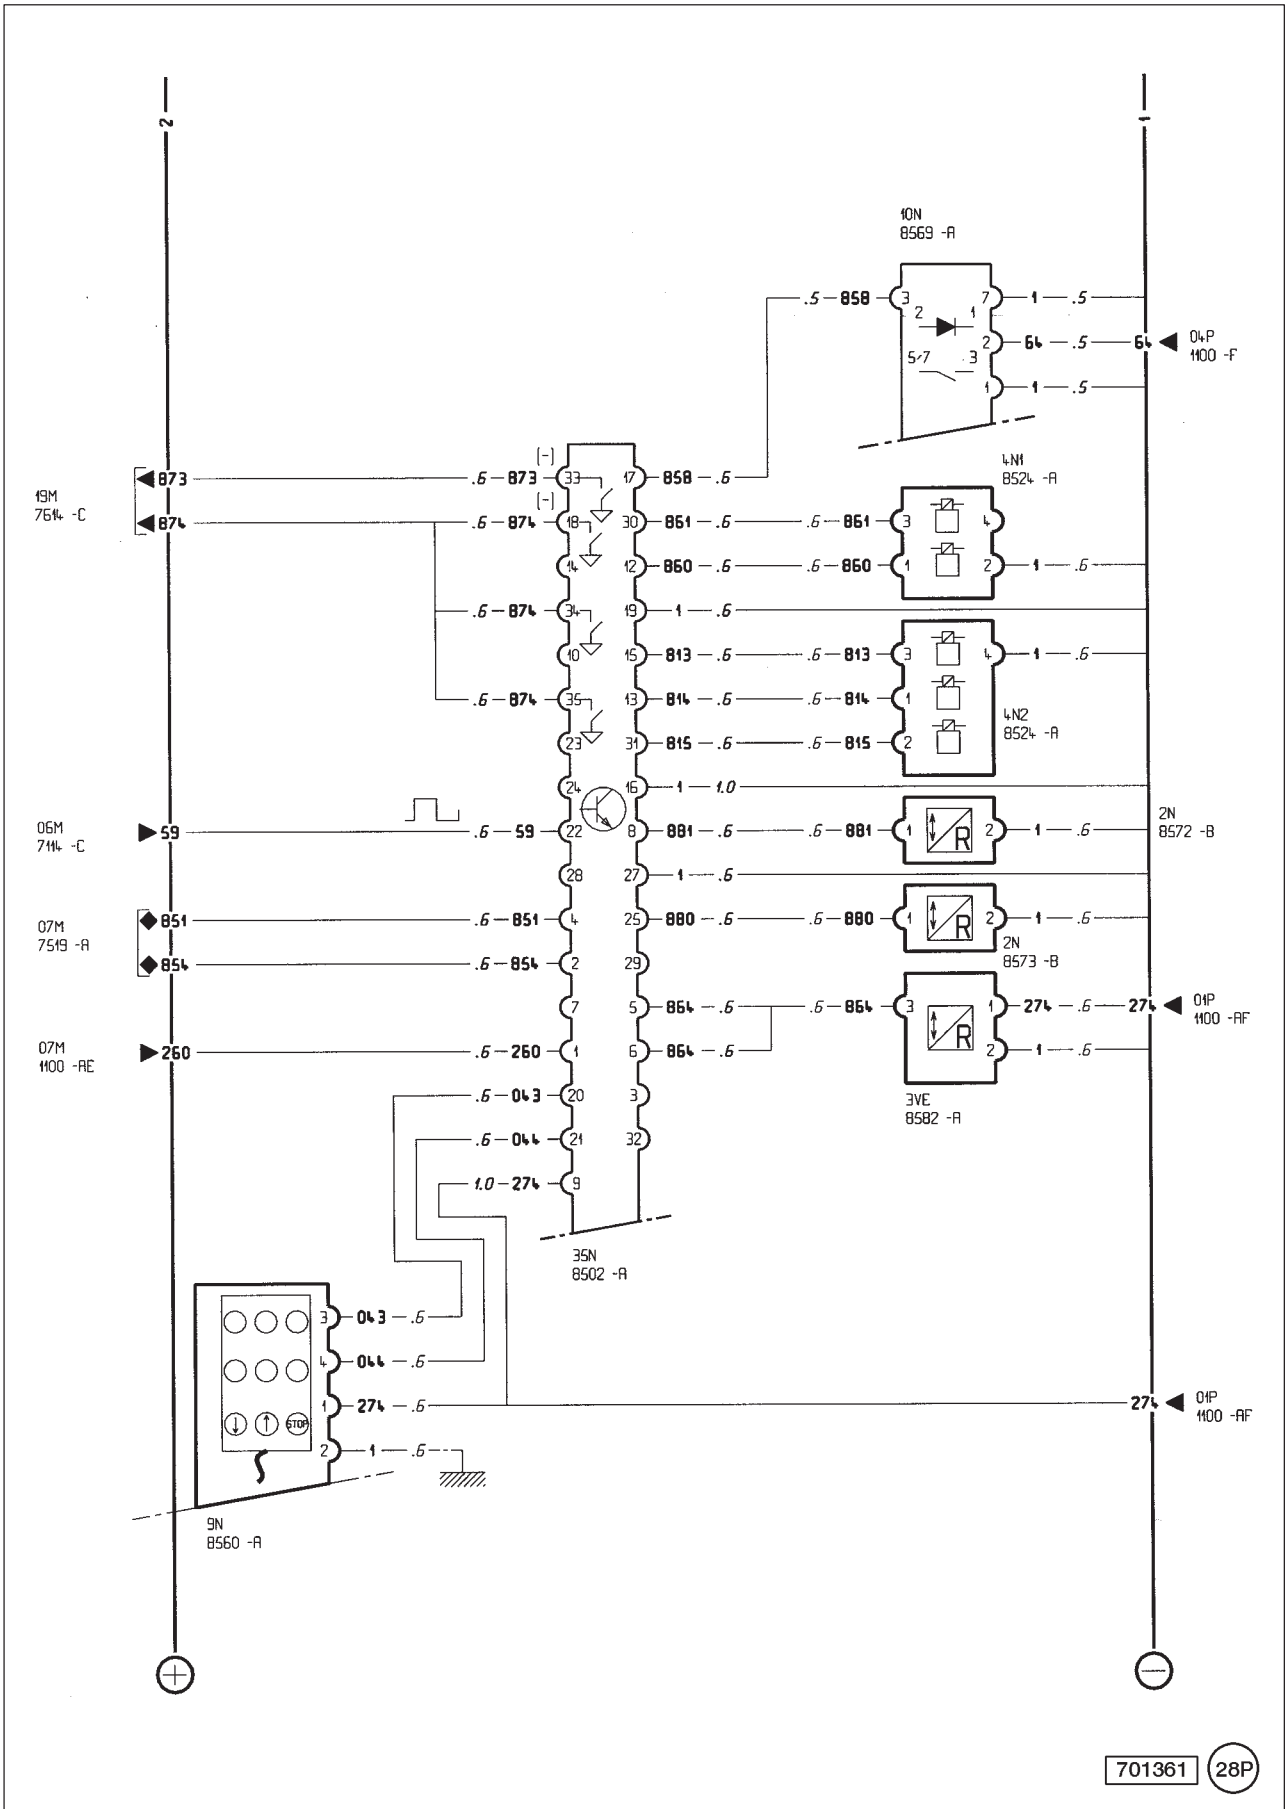 2
1
10N
8569 -A
.5 858 3 7 1 .5
2 1
2 64 .5 64 04P
1100 -F
5/7 3
1 1 .5
4N1
8524 -A
19M
7614 -C
873 .6 873 (-) 33 17 858 .6
874 .6 874 (-) 18 30 861 .6 .6 861 3 4
14 12 860 .6 .6 860 1 2 1 .6
.6 874 34 19 1 .6
10 15 813 .6 .6 813 3 4 1 .6
.6 874 35 13 814 .6 .6 814 1
4N2
8524 -A
23 31 815 .6 .6 815 2
24 16 1 1.0
06M
7114 -C
59 .6 59 22 8 881 .6 .6 881 1 R 2 1 .6
2N
8572 -B
28 27 1 .6
07M
7519 -A
851 .6 851 4 25 880 .6 .6 880 1 R 2 1 .6
2N
8573 -B
854 .6 854 2 29
7 5 864 .6 .6 864 3 R 1 274 .6 274 01P
1100 -AF
07M
1100 -AE
260 .6 260 1 6 864 .6 2 1 .6
3VE
8582 -A
.6 043 20 3
.6 044 21 32
1.0 274 9
35N
8502 -A
3 043 .6
4 044 .6
STOP 1 274 .6 274 01P
1100 -AF
2 1 .6
9N
8560 -A
701361 28P